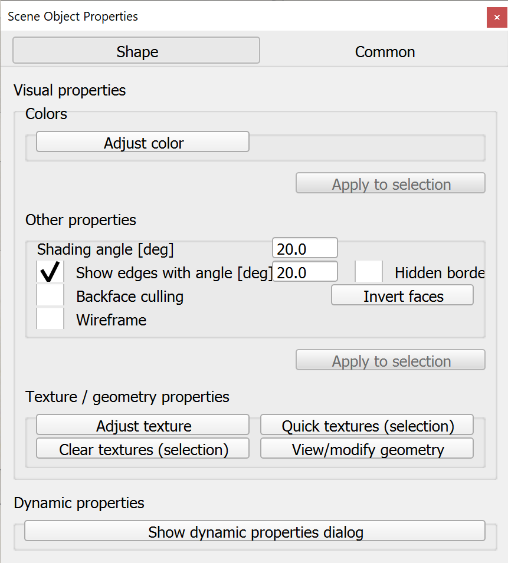 Scene Object Properties
Shape Common
Visual properties
Colors
Adjust color
Apply to selection
Other properties
Shading angle [deg] 20.0
Show edges with angle [deg] 20.0 Hidden borde
Backface culling Invert faces
Wireframe
Apply to selection
Texture / geometry properties
Adjust texture Quick textures (selection)
Clear textures (selection) View/modify geometry
Dynamic properties
Show dynamic properties dialog